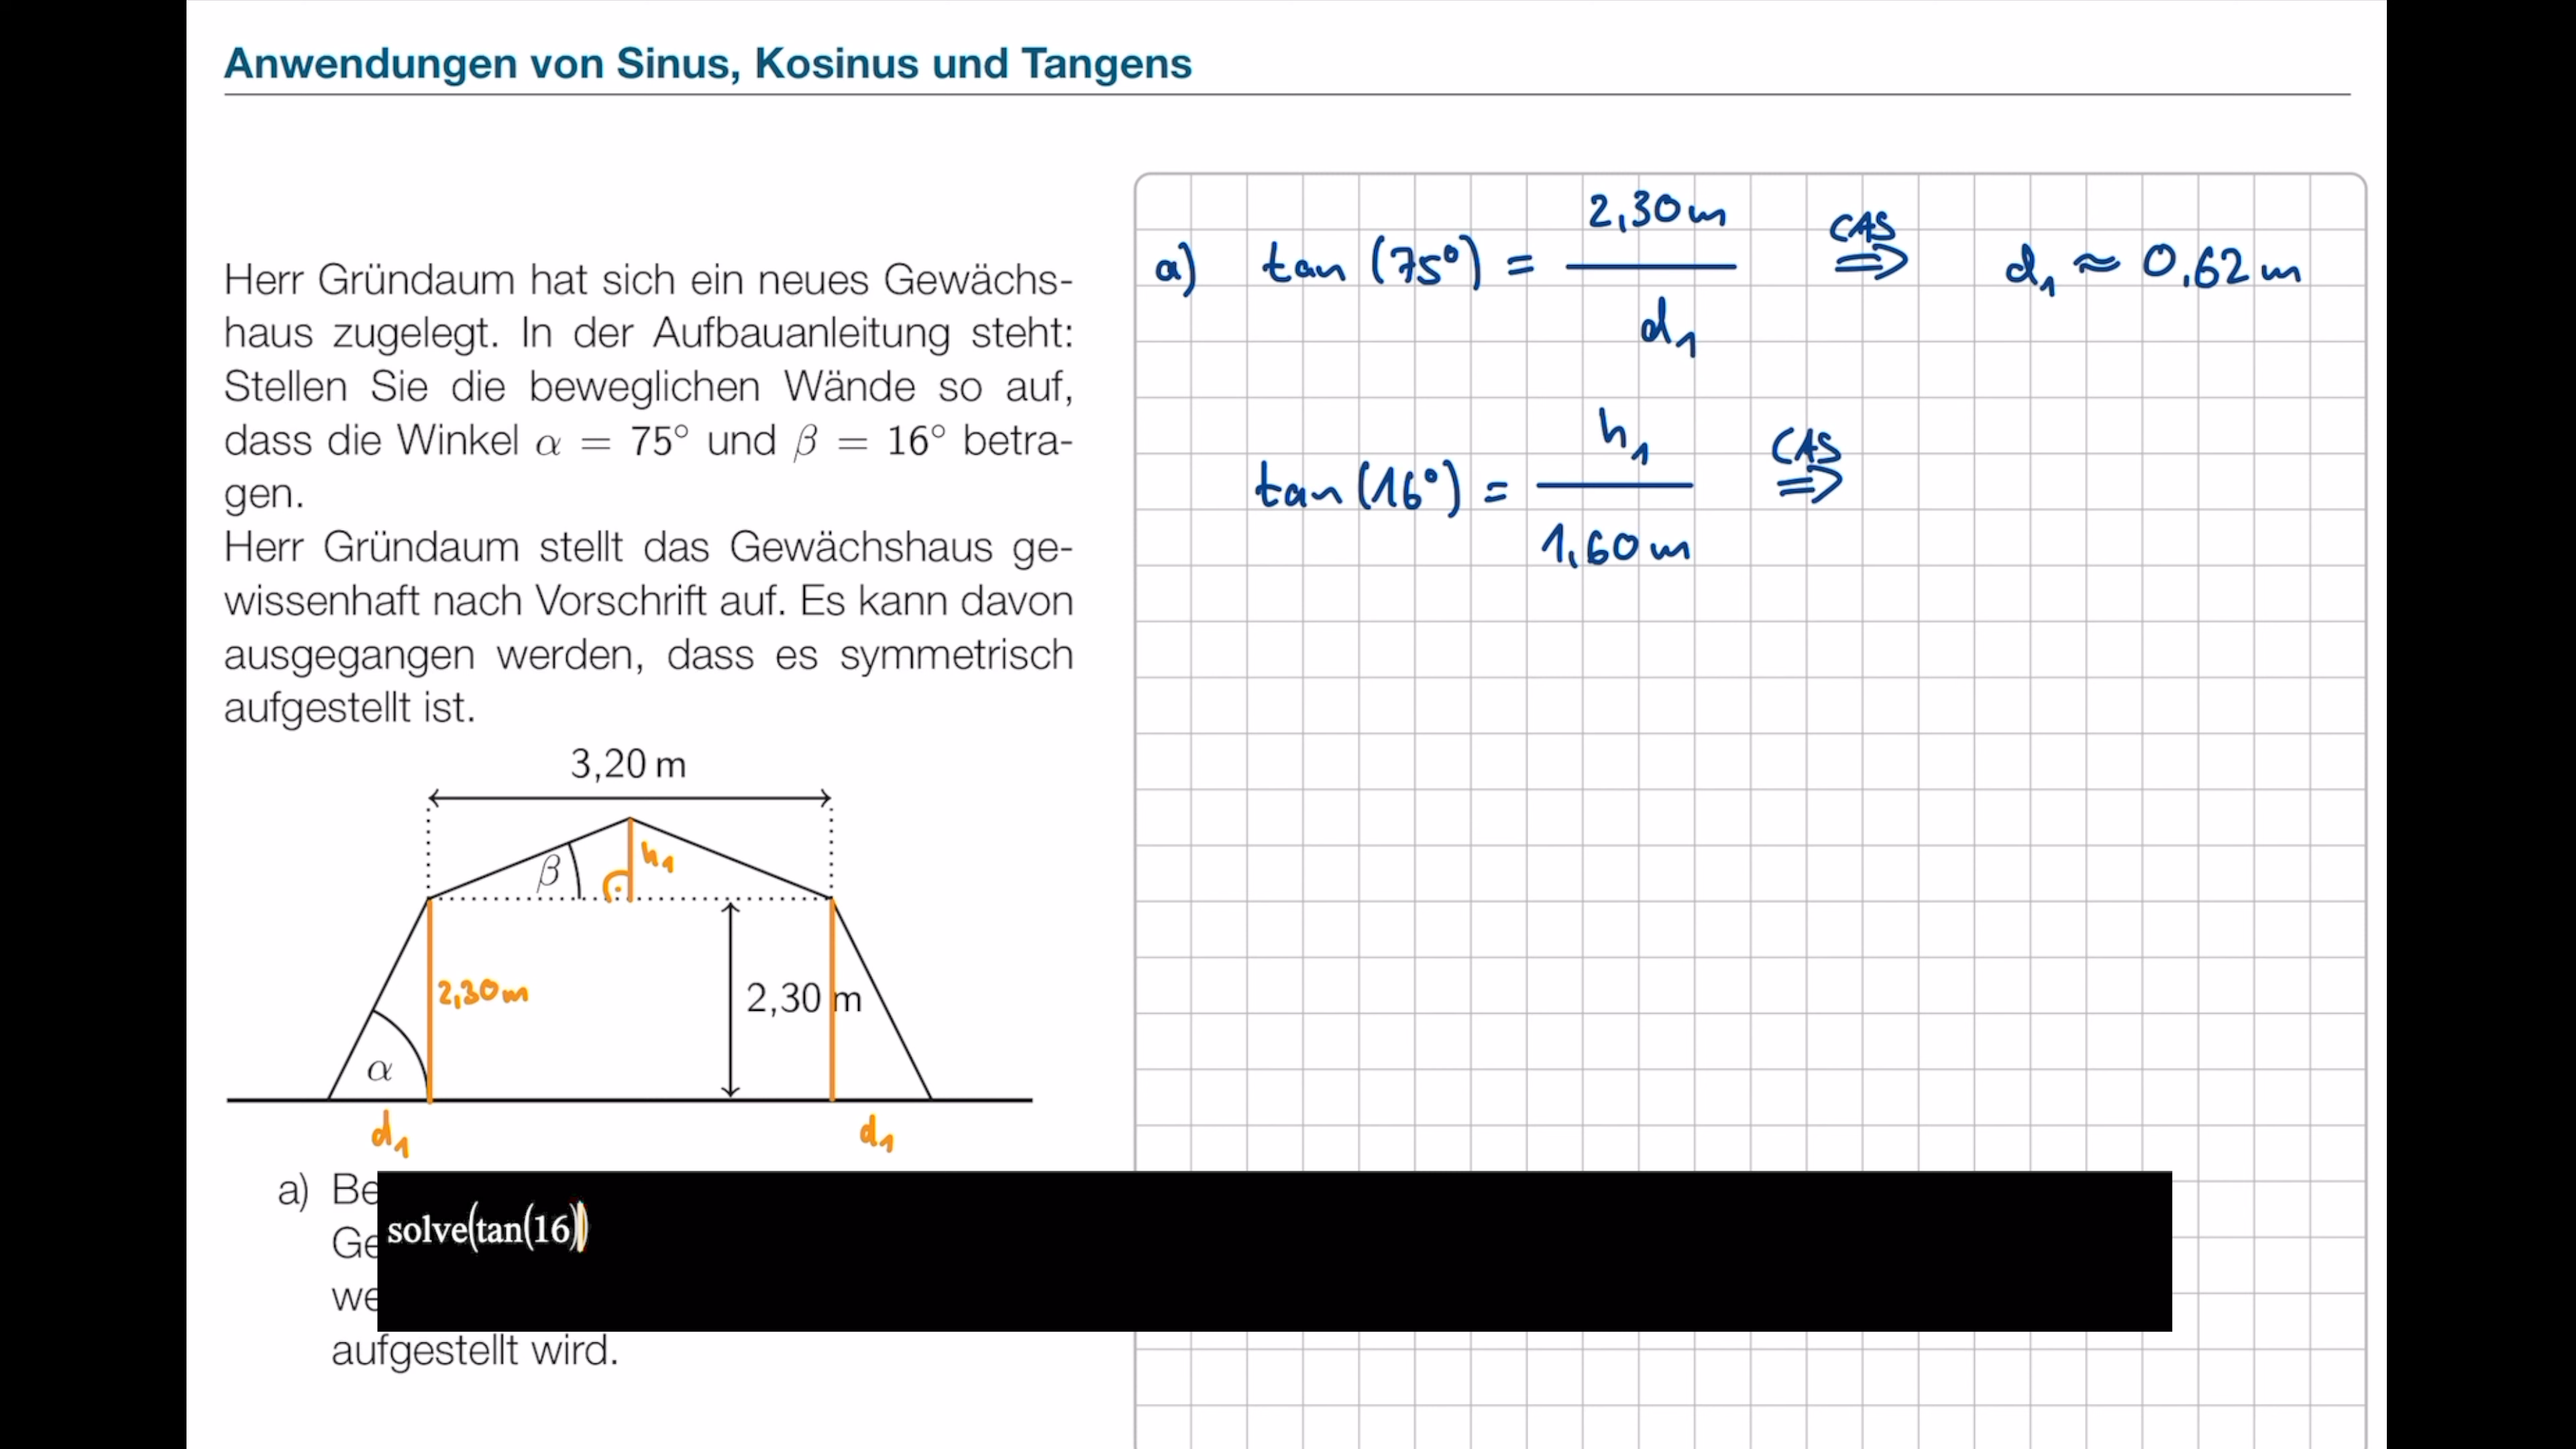 Anwendungen von Sinus, Kosinus und Tangens
Herr Gründaum hat sich ein neues Gewächs-
haus zugelegt. In der Aufbauanleitung steht:
Stellen Sie die beweglichen Wände so auf,
dass die Winkel α = 75° und β = 16° betra-
gen.
Herr Gründaum stellt das Gewächshaus ge-
wissenhaft nach Vorschrift auf. Es kann davon
ausgegangen werden, dass es symmetrisch
aufgestellt ist.
3,20 m
β
h₁
2,30m
2,30 m
α
d₁
d₁
a) Be
Ge
we
aufgestellt wird.
solve(tan(16))
a) tan (75°) = 2,30m / d₁ CAS ⇒ d₁ ≈ 0,62m
tan (16°) = h₁ / 1,60m CAS ⇒